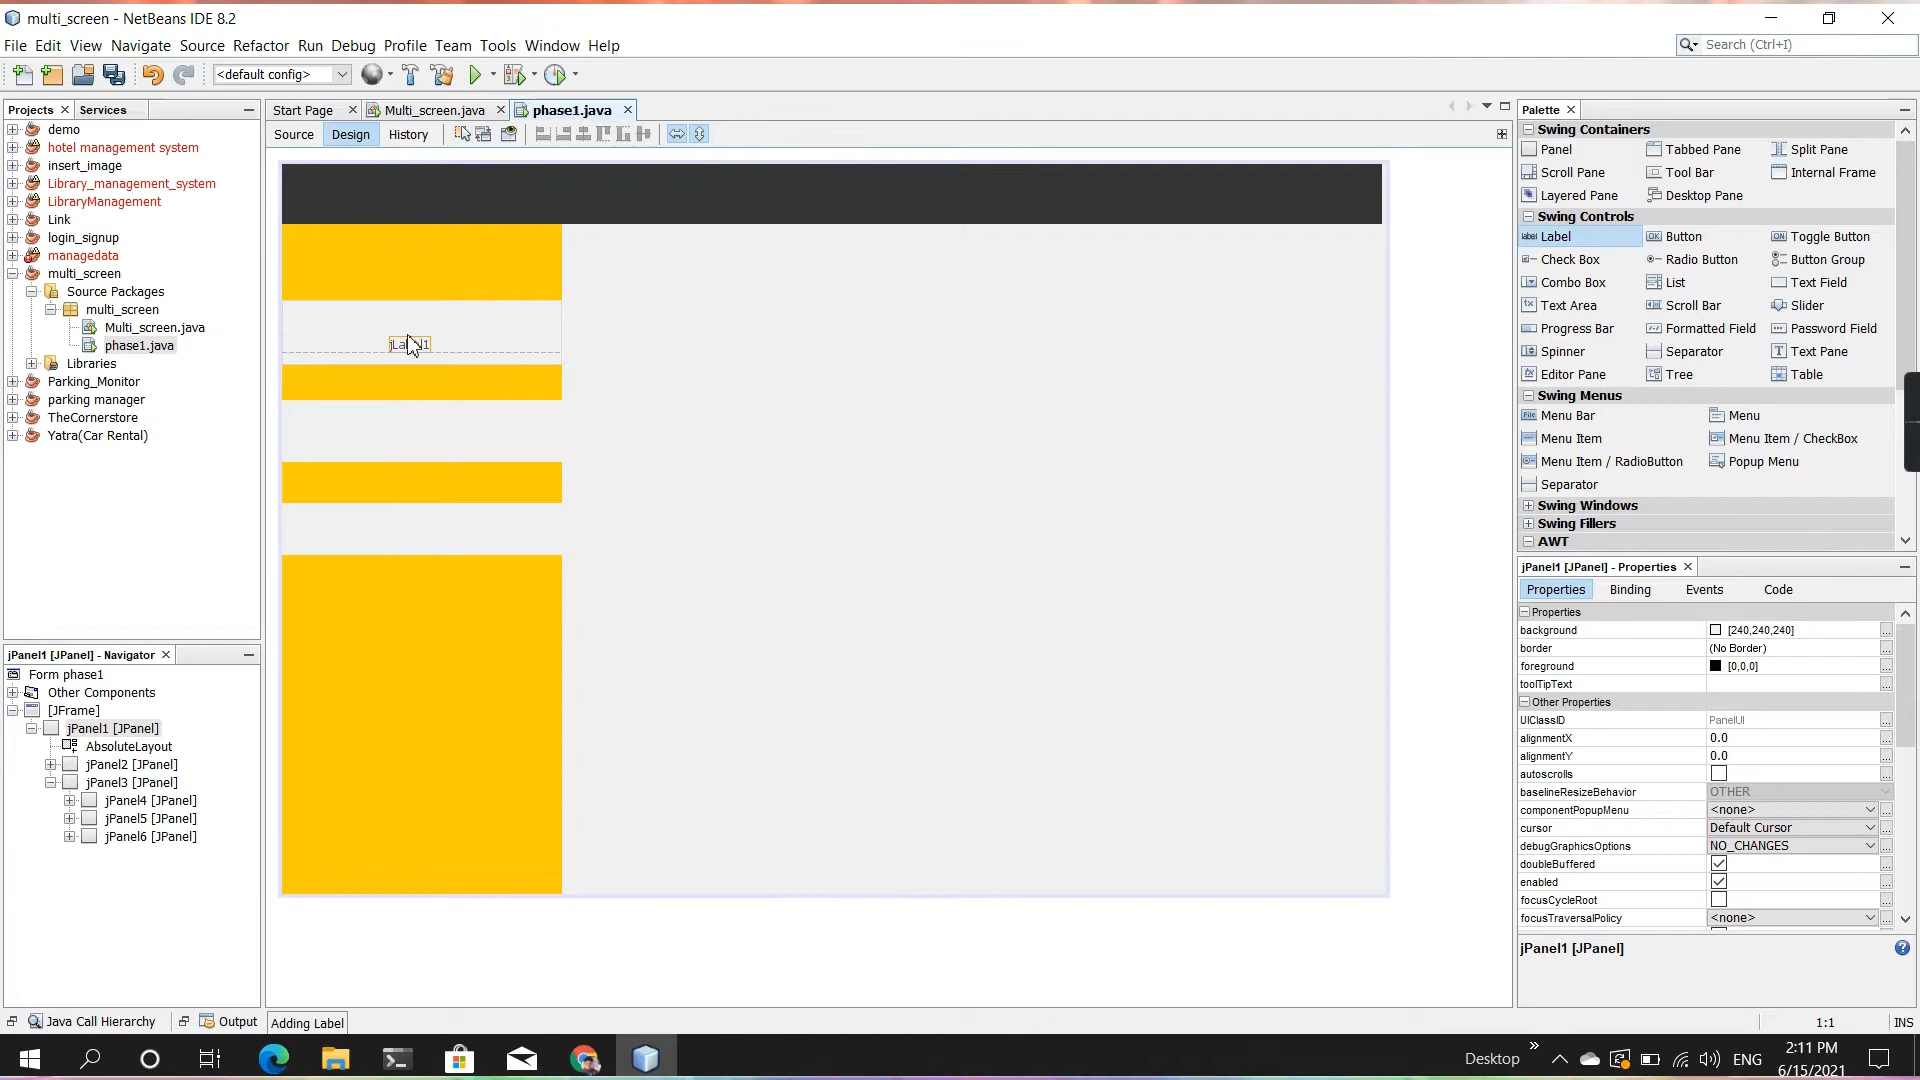 multi_screen - NetBeans IDE 8.2
File Edit View Navigate Source Refactor Run Debug Profile Team Tools Window Help
Search (Ctrl+I)
<default config>
Projects Services
demo
hotel management system
insert_image
Library_management_system
LibraryManagement
Link
login_signup
managedata
multi_screen
Source Packages
multi_screen
Multi_screen.java
phase1.java
Libraries
Parking_Monitor
parking manager
TheCornerstore
Yatra(Car Rental)
jPanel1 [JPanel] - Navigator
Form phase1
Other Components
[JFrame]
jPanel1 [JPanel]
AbsoluteLayout
jPanel2 [JPanel]
jPanel3 [JPanel]
jPanel4 [JPanel]
jPanel5 [JPanel]
jPanel6 [JPanel]
Start Page Multi_screen.java phase1.java
Source Design History
Palette
Swing Containers
Panel Tabbed Pane Split Pane
Scroll Pane Tool Bar Internal Frame
Layered Pane Desktop Pane
Swing Controls
label Label OK Button ON Toggle Button
Check Box Radio Button Button Group
Combo Box List Text Field
Text Area Scroll Bar Slider
Progress Bar Formatted Field Password Field
Spinner Separator Text Pane
Editor Pane Tree Table
Swing Menus
File Menu Bar Menu
Menu Item Menu Item / CheckBox
Menu Item / RadioButton Popup Menu
Separator
Swing Windows
Swing Fillers
AWT
jPanel1 [JPanel] - Properties
Properties Binding Events Code
Properties
background [240,240,240]
border (No Border)
foreground [0,0,0]
toolTipText
Other Properties
UIClassID PanelUI
alignmentX 0.0
alignmentY 0.0
autoscrolls
baselineResizeBehavior OTHER
componentPopupMenu <none>
cursor Default Cursor
debugGraphicsOptions NO_CHANGES
doubleBuffered
enabled
focusCycleRoot
focusTraversalPolicy <none>
jPanel1 [JPanel]
Java Call Hierarchy Output Adding Label
1:1 INS
Desktop ENG 2:11 PM
6/15/2021